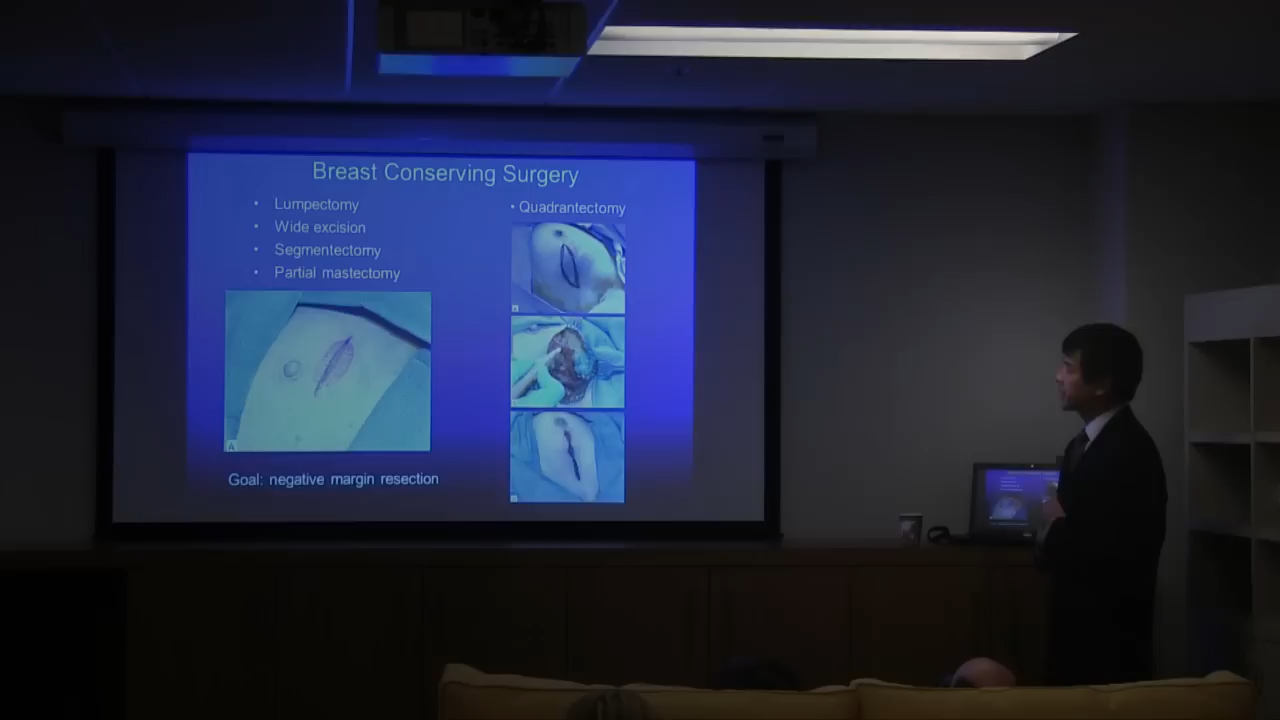 Breast Conserving Surgery
• Lumpectomy
• Wide excision
• Segmentectomy
• Partial mastectomy
• Quadrantectomy
A
Goal: negative margin resection